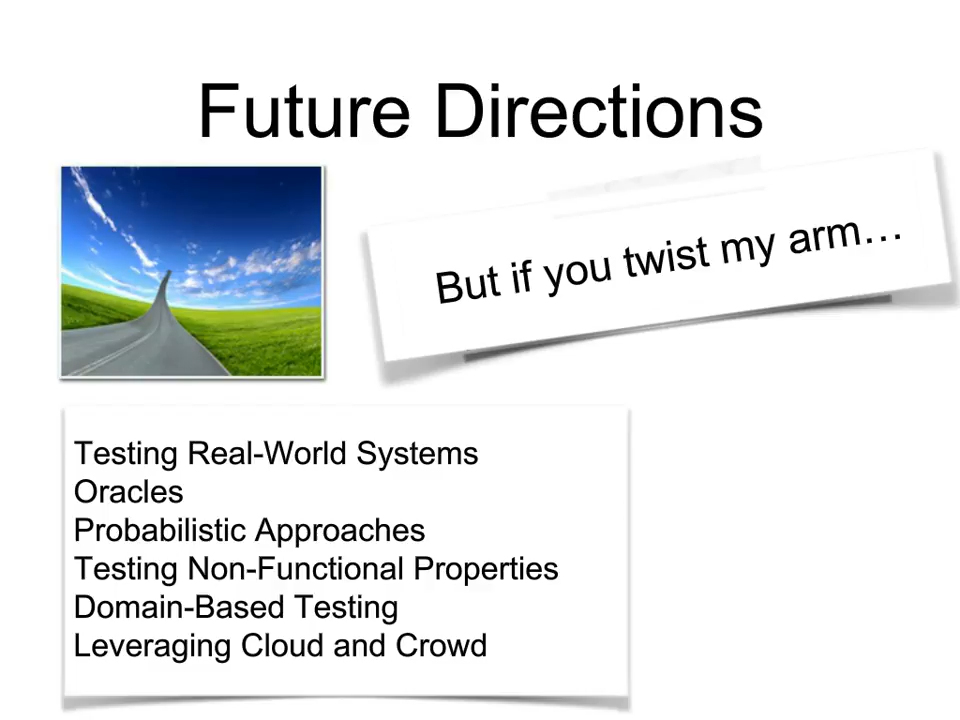 Future Directions
But if you twist my arm…
Testing Real-World Systems
Oracles
Probabilistic Approaches
Testing Non-Functional Properties
Domain-Based Testing
Leveraging Cloud and Crowd